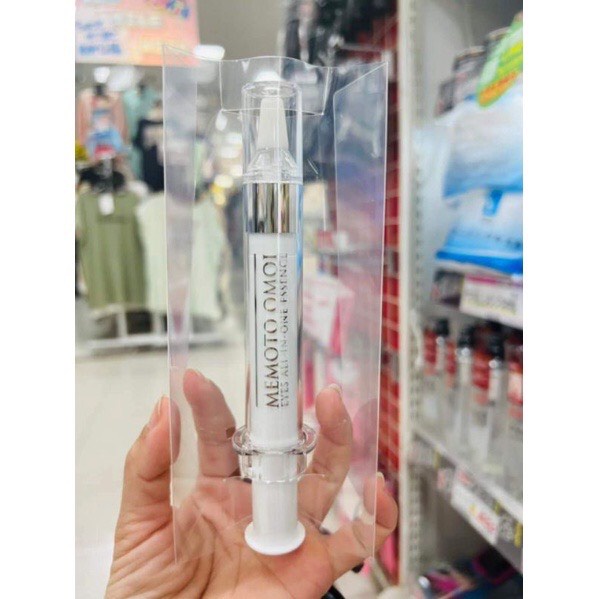 MEMOTO OMOI
EYES ALL-IN-ONE ESSENCE